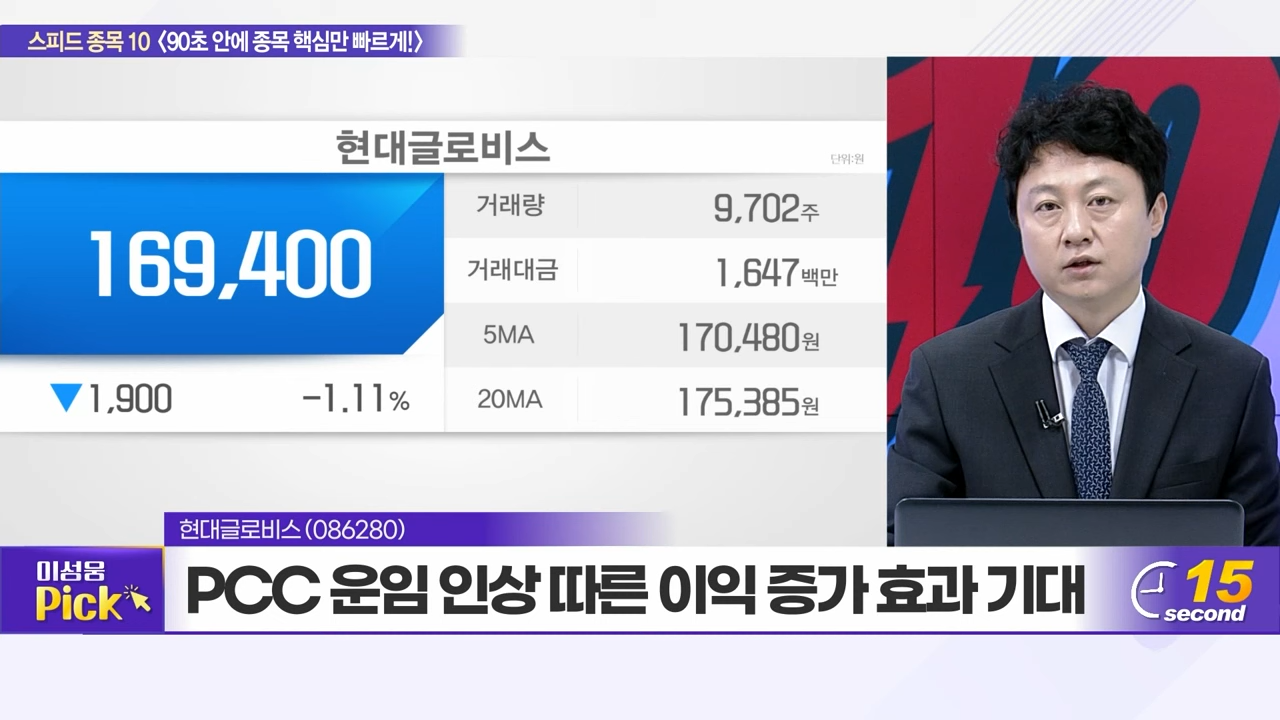 스피드 종목 10 〈90초 안에 종목 핵심만 빠르게!〉
현대글로비스
단위:원
169,400
▼1,900 -1.11%
거래량 9,702주
거래대금 1,647백만
5MA 170,480원
20MA 175,385원
현대글로비스 (086280)
이섬뭉
Pick
PCC 운임 인상 따른 이익 증가 효과 기대
15
second